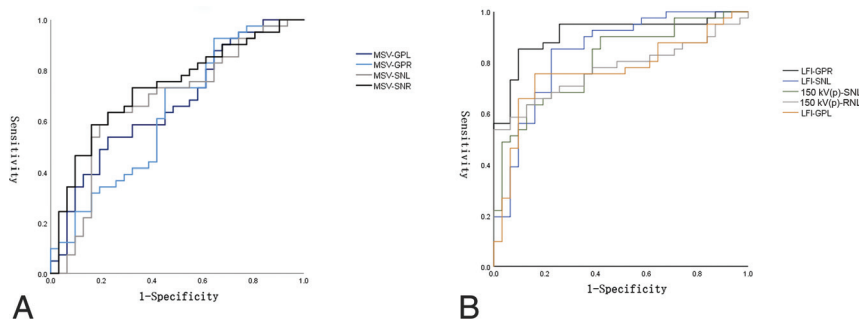 1.0
0.8
0.6
0.4
0.2
0.0
Sensitivity
0.0 0.2 0.4 0.6 0.8 1.0
1-Specificity
MSV-GPL
MSV-GPR
MSV-SNL
MSV-SNR
A
1.0
0.8
0.6
0.4
0.2
0.0
Sensitivity
0.0 0.2 0.4 0.6 0.8 1.0
1-Specificity
LFI-GPR
LFI-SNL
150 kV(p)-SNL
150 kV(p)-RNL
LFI-GPL
B